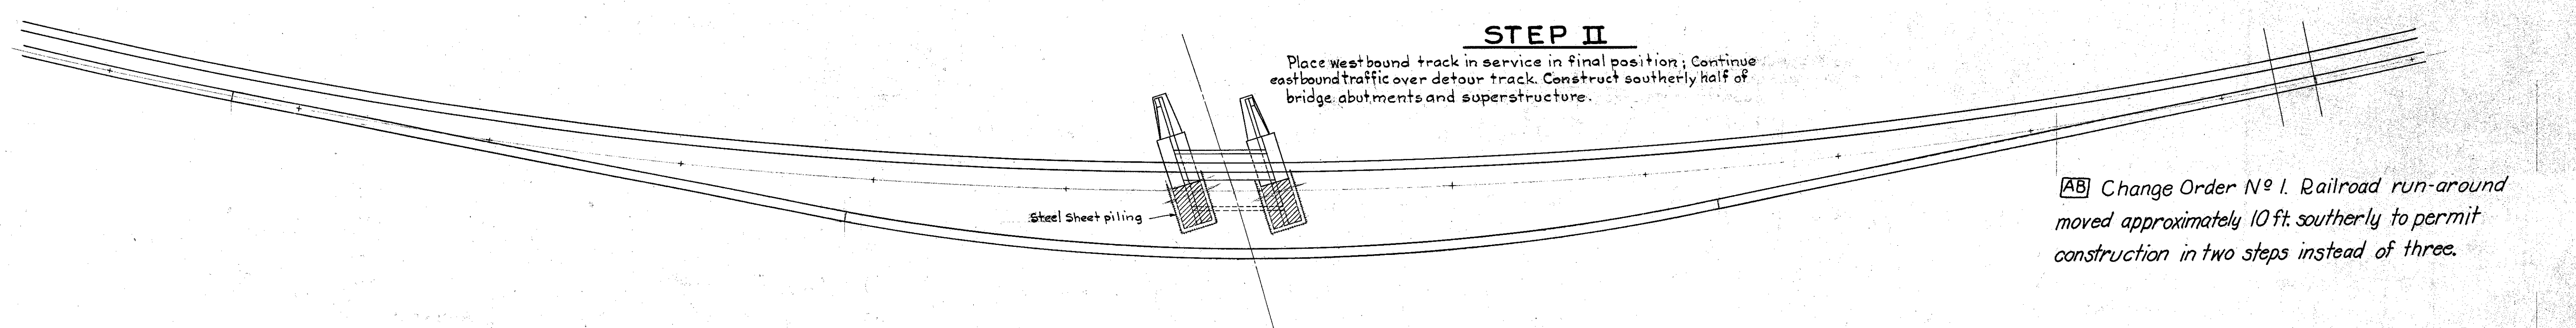 STEP II
Place westbound track in service in final position; Continue
eastbound traffic over detour track. Construct southerly half of
bridge abutments and superstructure.
Steel sheet piling
AB Change Order Nº 1. Railroad run-around
moved approximately 10 ft. southerly to permit
construction in two steps instead of three.